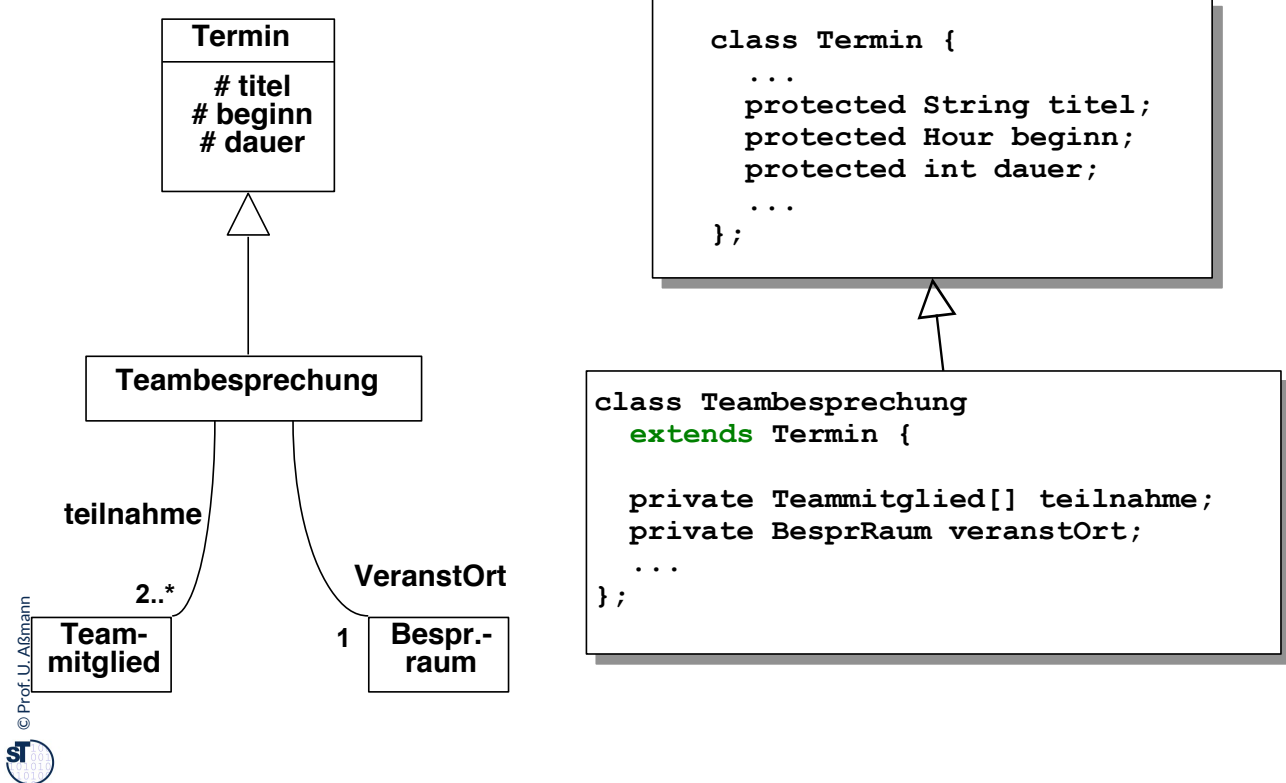 Termin
# titel
# beginn
# dauer
Teambesprechung
teilnahme
2..*
Team-
mitglied
VeranstOrt
1
Bespr.-
raum
class Termin {
...
protected String titel;
protected Hour beginn;
protected int dauer;
...
};
class Teambesprechung
extends Termin {
private Teammitglied[] teilnahme;
private BesprRaum veranstOrt;
...
};
© Prof. U. Aßmann
ST